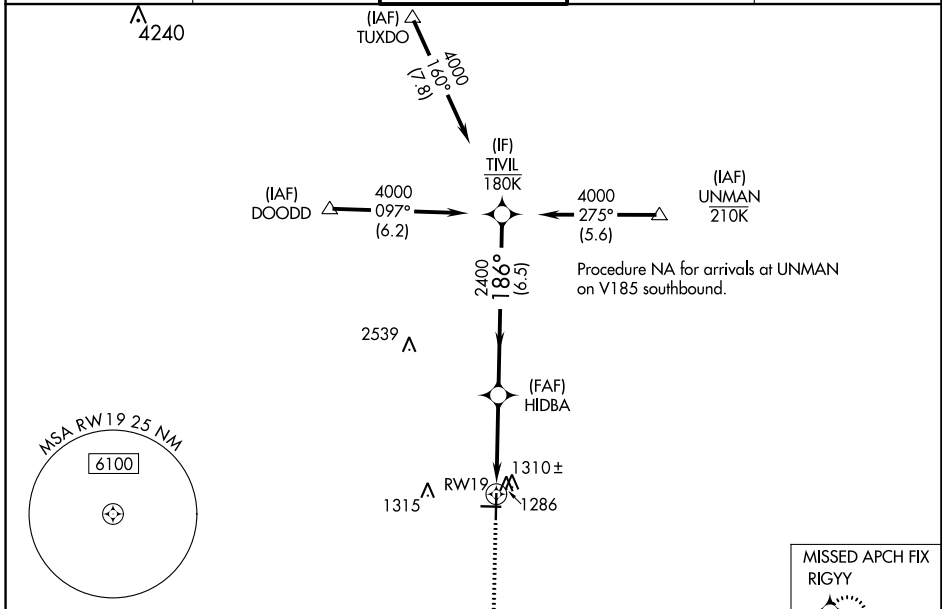 4240
(IAF)
TUXDO
4000
160°
(7.8)
(IF)
TIVIL
180K
(IAF)
DOODD
4000
097°
(6.2)
4000
275°
(5.6)
(IAF)
UNMAN
210K
2400
186°
(6.5)
Procedure NA for arrivals at UNMAN
on V185 southbound.
2539
(FAF)
HIDBA
MSA RW19 25 NM
6100
RW19
1310 ±
1315
1286
MISSED APCH FIX
RIGYY